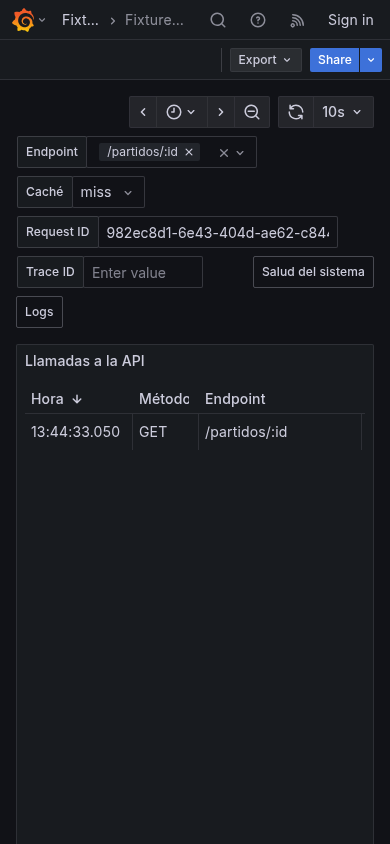 Fixt... › Fixture... Sign in
Export Share
10s
Endpoint /partidos/:id
Caché miss
Request ID 982ec8d1-6e43-404d-ae62-c84
Trace ID Enter value Salud del sistema
Logs
Llamadas a la API
Hora Método Endpoint
13:44:33.050 GET /partidos/:id